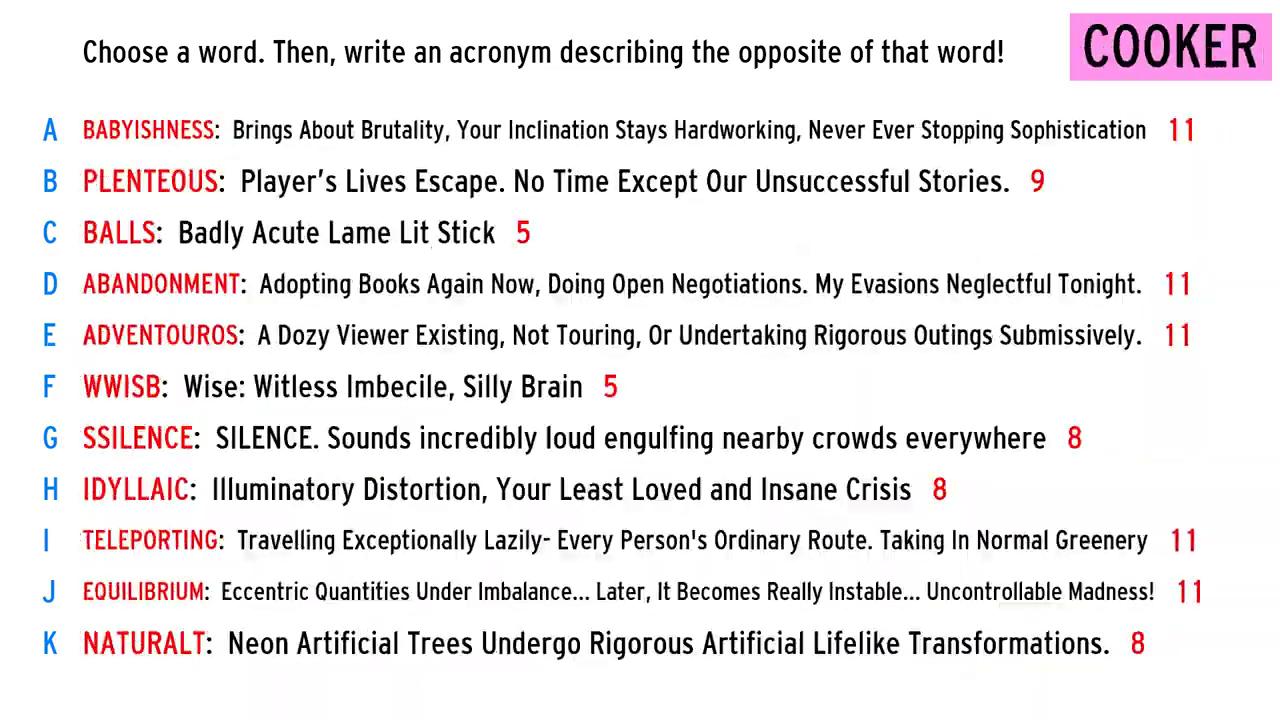 Choose a word. Then, write an acronym describing the opposite of that word!
COOKER
A BABYISHNESS: Brings About Brutality, Your Inclination Stays Hardworking, Never Ever Stopping Sophistication 11
B PLENTEOUS: Player's Lives Escape. No Time Except Our Unsuccessful Stories. 9
C BALLS: Badly Acute Lame Lit Stick 5
D ABANDONMENT: Adopting Books Again Now, Doing Open Negotiations. My Evasions Neglectful Tonight. 11
E ADVENTOUROS: A Dozy Viewer Existing, Not Touring, Or Undertaking Rigorous Outings Submissively. 11
F WWISB: Wise: Witless Imbecile, Silly Brain 5
G SSILENCE: SILENCE. Sounds incredibly loud engulfing nearby crowds everywhere 8
H IDYLLAIC: Illuminatory Distortion, Your Least Loved and Insane Crisis 8
I TELEPORTING: Travelling Exceptionally Lazily- Every Person's Ordinary Route. Taking In Normal Greenery 11
J EQUILIBRIUM: Eccentric Quantities Under Imbalance... Later, It Becomes Really Instable... Uncontrollable Madness! 11
K NATURALT: Neon Artificial Trees Undergo Rigorous Artificial Lifelike Transformations. 8